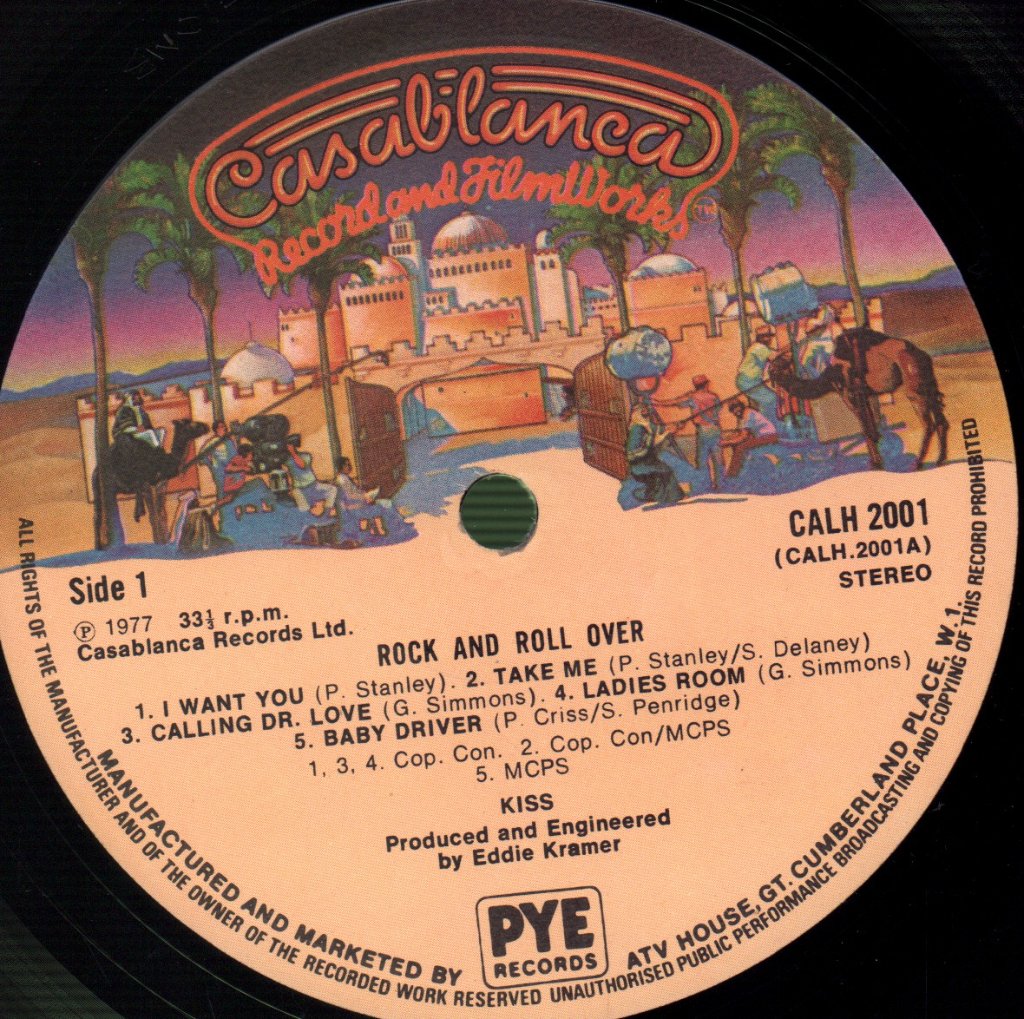 Casablanca
Record and FilmWorks
TM
CALH 2001
(CALH.2001A)
STEREO
Side 1
Ⓟ 1977 33⅓ r.p.m.
Casablanca Records Ltd.
ROCK AND ROLL OVER
1. I WANT YOU (P. Stanley). 2. TAKE ME (P. Stanley/S. Delaney)
3. CALLING DR. LOVE (G. Simmons). 4. LADIES ROOM (G. Simmons)
5. BABY DRIVER (P. Criss/S. Penridge)
1, 3, 4. Cop. Con. 2. Cop. Con/MCPS
5. MCPS
KISS
Produced and Engineered
by Eddie Kramer
PYE
RECORDS
MANUFACTURED AND MARKETED BY
ATV HOUSE, GT. CUMBERLAND PLACE, W.1.
ALL RIGHTS OF THE MANUFACTURER AND OF THE OWNER OF THE RECORDED WORK RESERVED UNAUTHORISED PUBLIC PERFORMANCE BROADCASTING AND COPYING OF THIS RECORD PROHIBITED